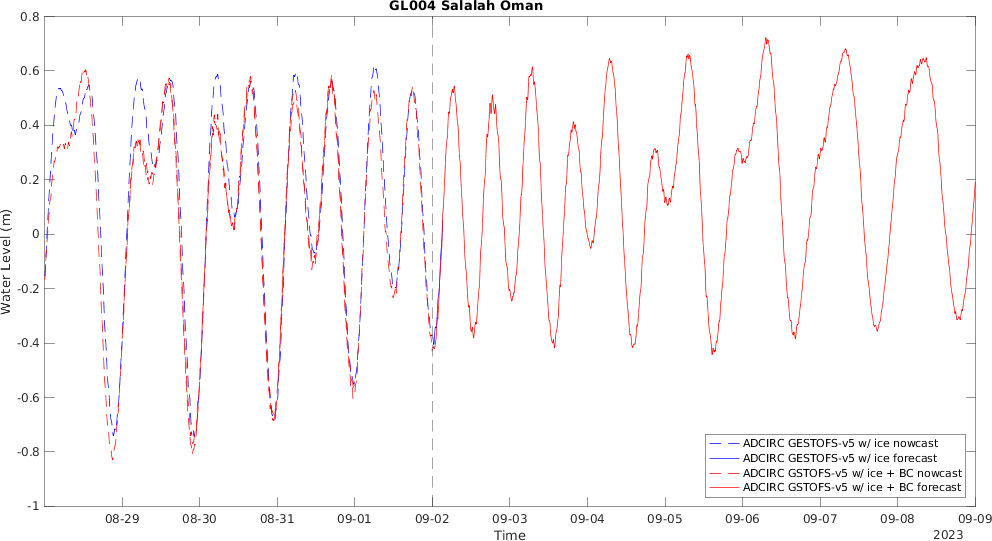 GL004 Salalah Oman
Water Level (m)
0.8
0.6
0.4
0.2
0
-0.2
-0.4
-0.6
-0.8
-1
08-29 08-30 08-31 09-01 09-02 09-03 09-04 09-05 09-06 09-07 09-08 09-09
Time
2023
ADCIRC GESTOFS-v5 w/ ice nowcast
ADCIRC GESTOFS-v5 w/ ice forecast
ADCIRC GSTOFS-v5 w/ ice + BC nowcast
ADCIRC GSTOFS-v5 w/ ice + BC forecast